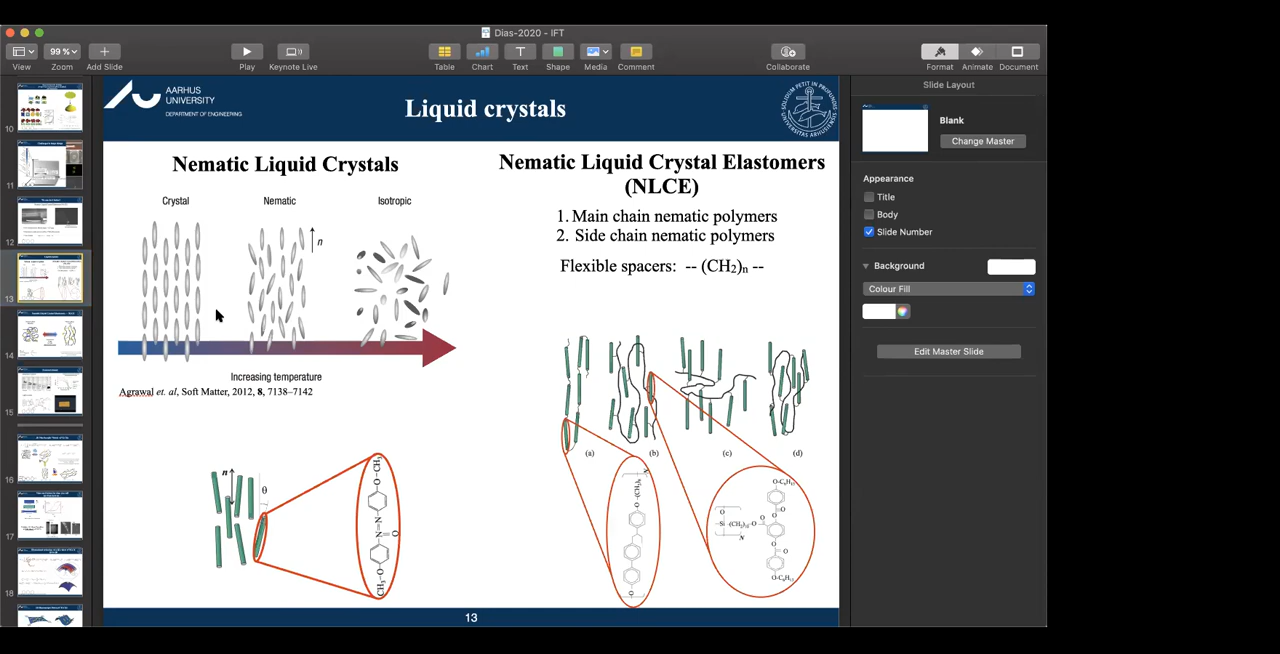 Dias-2020 - IFT
99 %
View
Zoom
Add Slide
Play
Keynote Live
Table
Chart
Text
Shape
Media
Comment
Collaborate
Format
Animate
Document
10
11
12
13
14
15
16
17
18
AARHUS
UNIVERSITY
DEPARTMENT OF ENGINEERING
Liquid crystals
Nematic Liquid Crystals
Crystal
Nematic
Isotropic
n
Increasing temperature
Agrawal et. al, Soft Matter, 2012, 8, 7138–7142
n
θ
Nematic Liquid Crystal Elastomers
(NLCE)
1. Main chain nematic polymers
2. Side chain nematic polymers
Flexible spacers: -- (CH2)n --
(a)
(b)
(c)
(d)
13
Slide Layout
Blank
Change Master
Appearance
Title
Body
Slide Number
Background
Colour Fill
Edit Master Slide